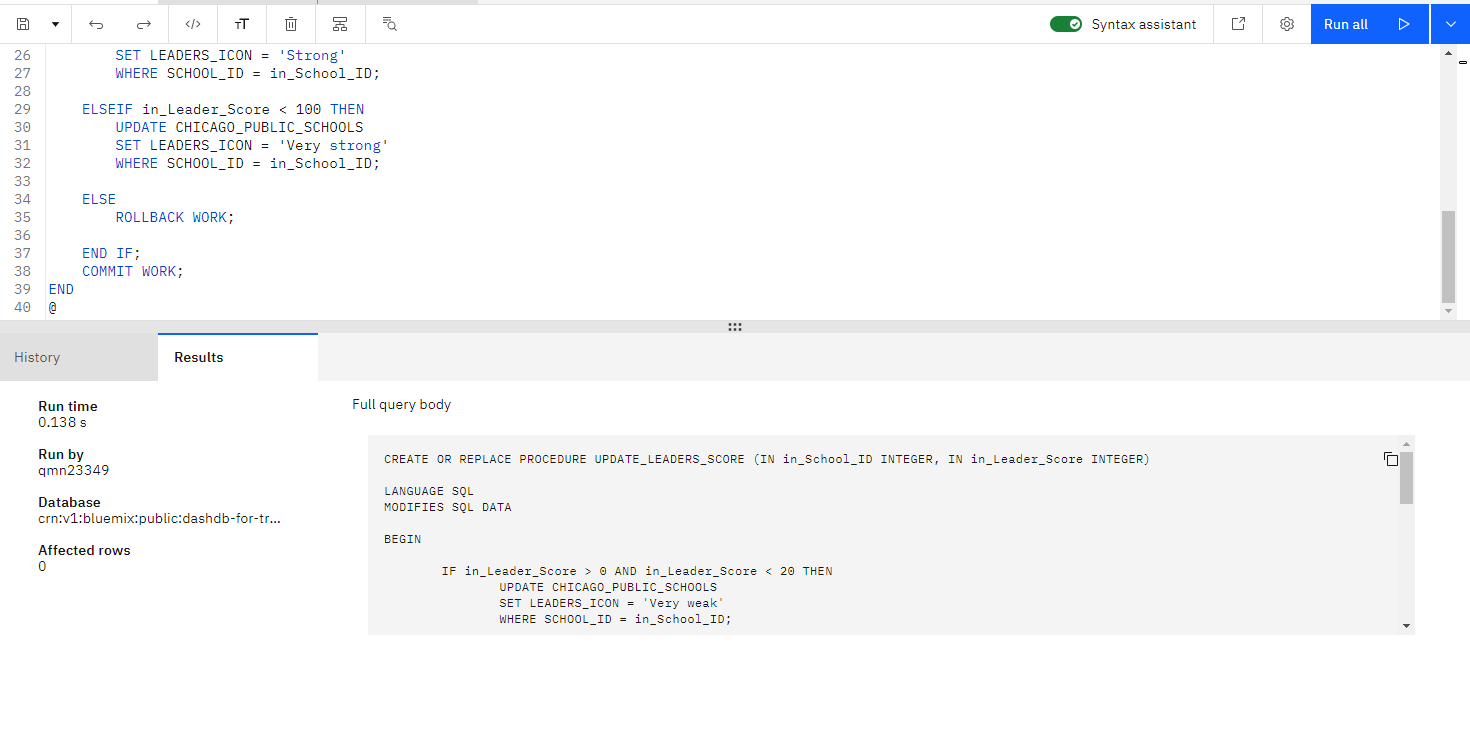 Syntax assistant
Run all
26 SET LEADERS_ICON = 'Strong'
27 WHERE SCHOOL_ID = in_School_ID;
28
29 ELSEIF in_Leader_Score < 100 THEN
30 UPDATE CHICAGO_PUBLIC_SCHOOLS
31 SET LEADERS_ICON = 'Very strong'
32 WHERE SCHOOL_ID = in_School_ID;
33
34 ELSE
35 ROLLBACK WORK;
36
37 END IF;
38 COMMIT WORK;
39 END
40 @
History
Results
Run time
0.138 s
Run by
qmn23349
Database
crn:v1:bluemix:public:dashdb-for-tr...
Affected rows
0
Full query body
CREATE OR REPLACE PROCEDURE UPDATE_LEADERS_SCORE (IN in_School_ID INTEGER, IN in_Leader_Score INTEGER)
LANGUAGE SQL
MODIFIES SQL DATA
BEGIN
IF in_Leader_Score > 0 AND in_Leader_Score < 20 THEN
UPDATE CHICAGO_PUBLIC_SCHOOLS
SET LEADERS_ICON = 'Very weak'
WHERE SCHOOL_ID = in_School_ID;